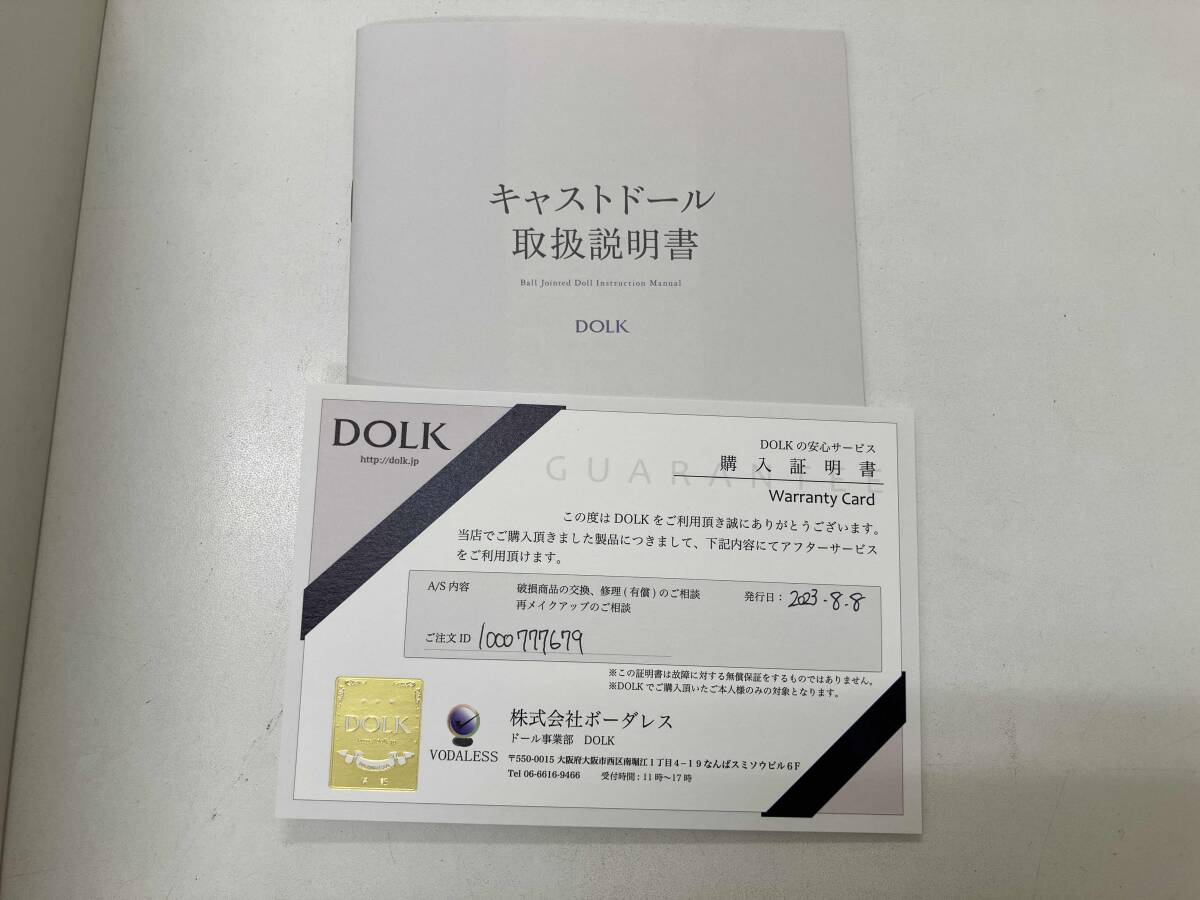 キャストドール
取扱説明書
Ball Jointed Doll Instruction Manual
DOLK
DOLK
http://dolk.jp
DOLKの安心サービス
GUARANTEE
購入証明書
Warranty Card
この度はDOLKをご利用頂き誠にありがとうございます。
当店でご購入頂きました製品につきまして、下記内容にてアフターサービス
をご利用頂けます。
A/S内容 破損商品の交換、修理(有償)のご相談 発行日: 2023.8.8
再メイクアップのご相談
ご注文ID 1000777679
※この証明書は故障に対する無償保証をするものではありません。
※DOLKでご購入頂いたご本人様のみの対象となります。
DOLK
VODALESS
株式会社ボーダレス
ドール事業部 DOLK
〒550-0015 大阪府大阪市西区南堀江1丁目4-19なんばスミソウビル6F
Tel 06-6616-9466 受付時間:11時~17時